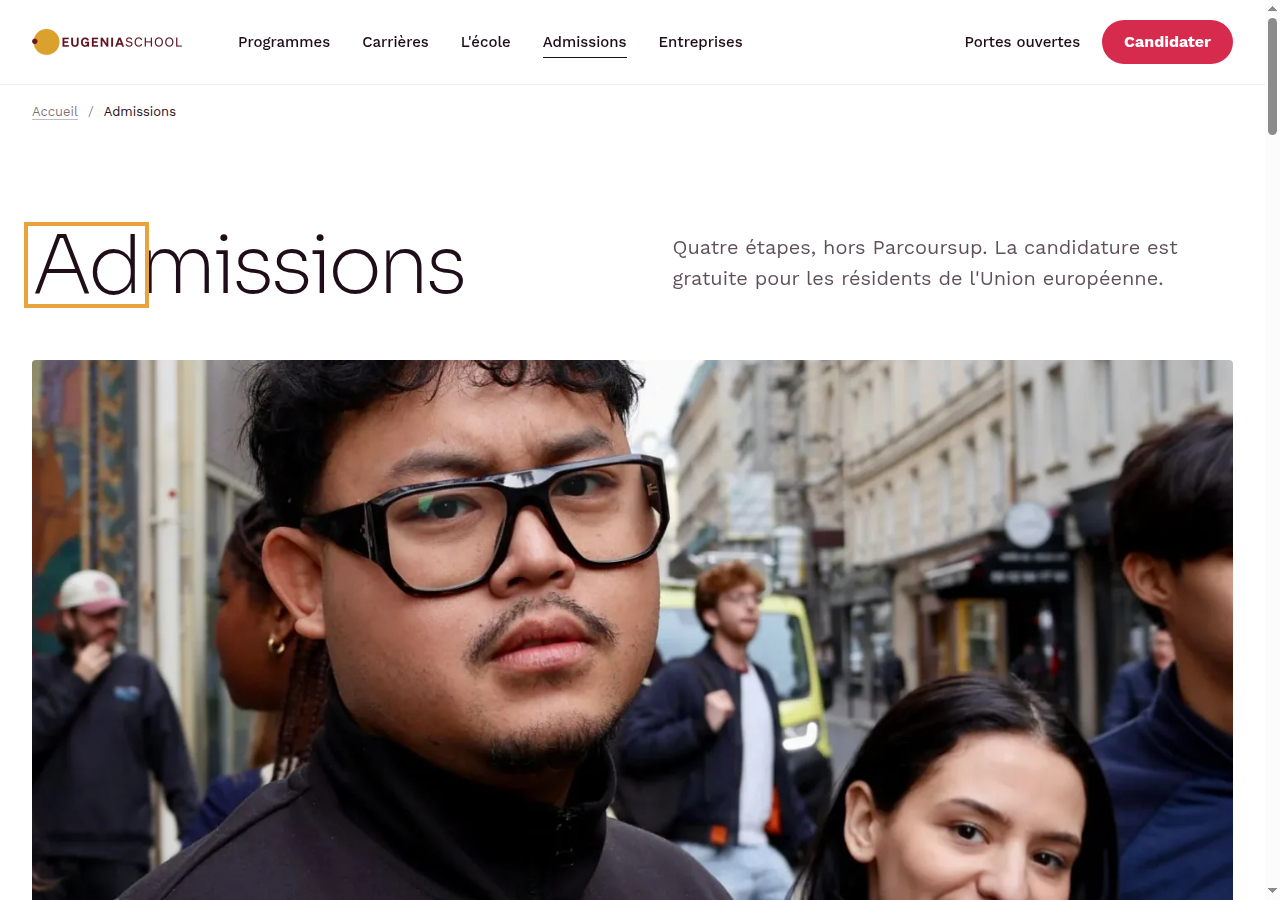 EUGENIASCHOOL
Programmes
Carrières
L'école
Admissions
Entreprises
Portes ouvertes
Candidater
Accueil / Admissions
Admissions
Quatre étapes, hors Parcoursup. La candidature est
gratuite pour les résidents de l'Union européenne.